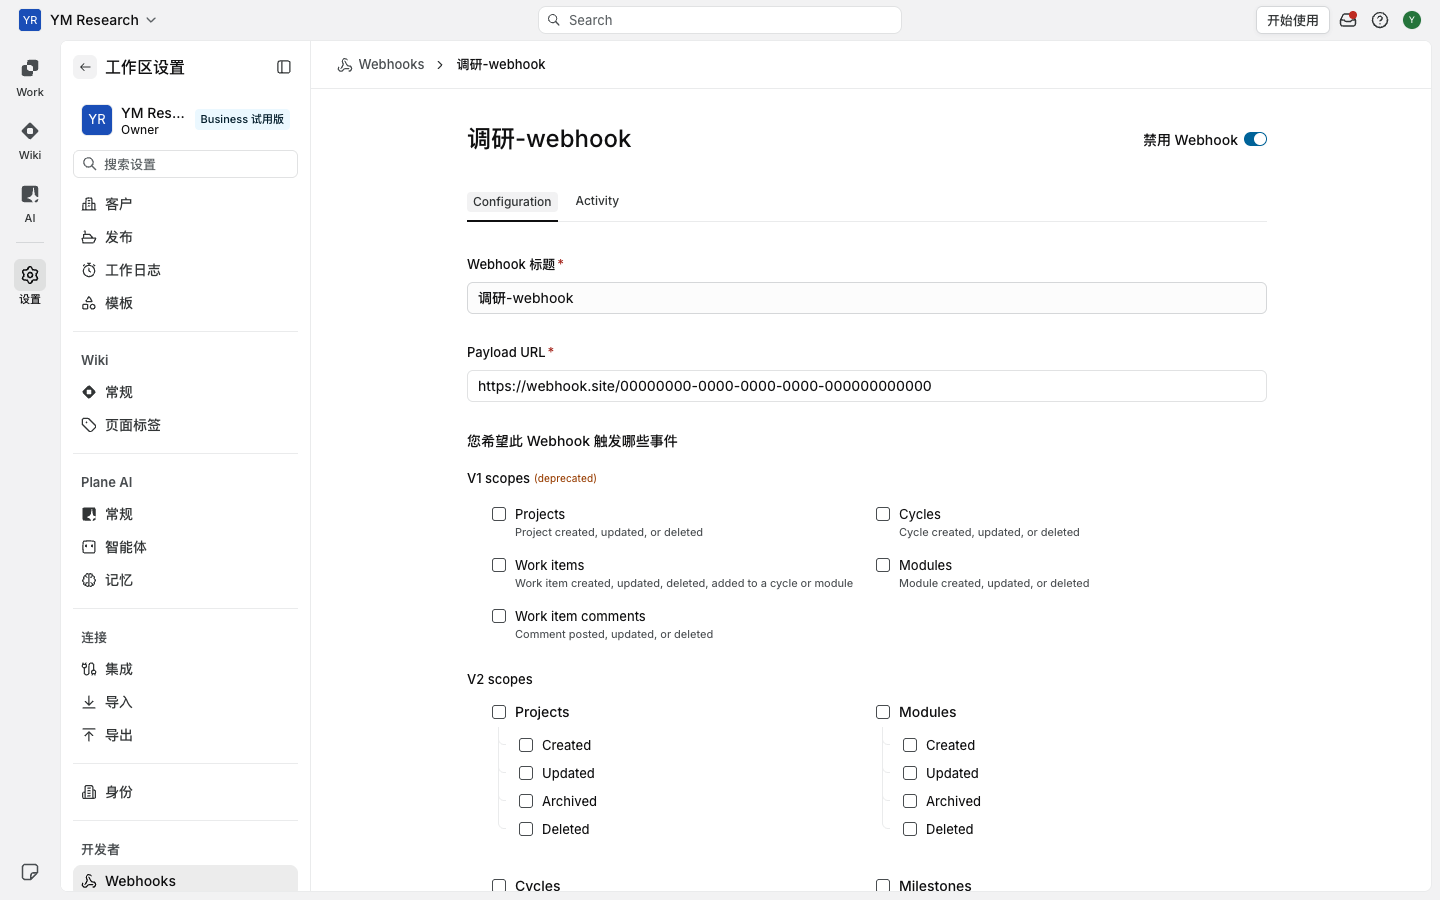 YR YM Research
Search
开始使用
Y
Work
Wiki
AI
设置
工作区设置
YR
YM Res...
Owner
Business 试用版
搜索设置
客户
发布
工作日志
模板
Wiki
常规
页面标签
Plane AI
常规
智能体
记忆
连接
集成
导入
导出
身份
开发者
Webhooks
Webhooks > 调研-webhook
调研-webhook
禁用 Webhook
Configuration Activity
Webhook 标题*
调研-webhook
Payload URL*
https://webhook.site/00000000-0000-0000-0000-000000000000
您希望此 Webhook 触发哪些事件
V1 scopes (deprecated)
Projects
Project created, updated, or deleted
Cycles
Cycle created, updated, or deleted
Work items
Work item created, updated, deleted, added to a cycle or module
Modules
Module created, updated, or deleted
Work item comments
Comment posted, updated, or deleted
V2 scopes
Projects
Created
Updated
Archived
Deleted
Modules
Created
Updated
Archived
Deleted
Cycles
Milestones